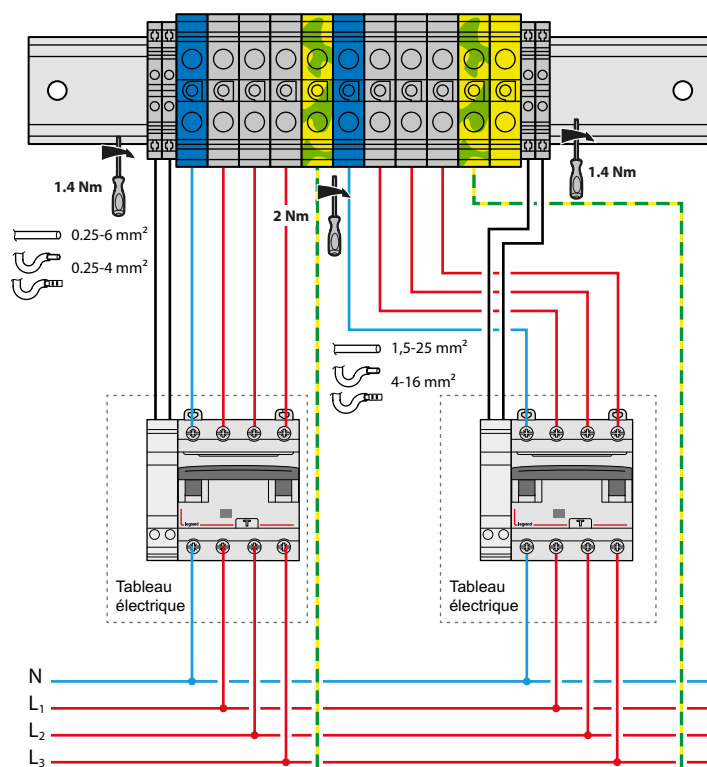 1.4 Nm
1.4 Nm
2 Nm
0.25-6 mm²
0.25-4 mm²
1,5-25 mm²
4-16 mm²
legrand
legrand
Tableau
électrique
Tableau
électrique
N
L₁
L₂
L₃